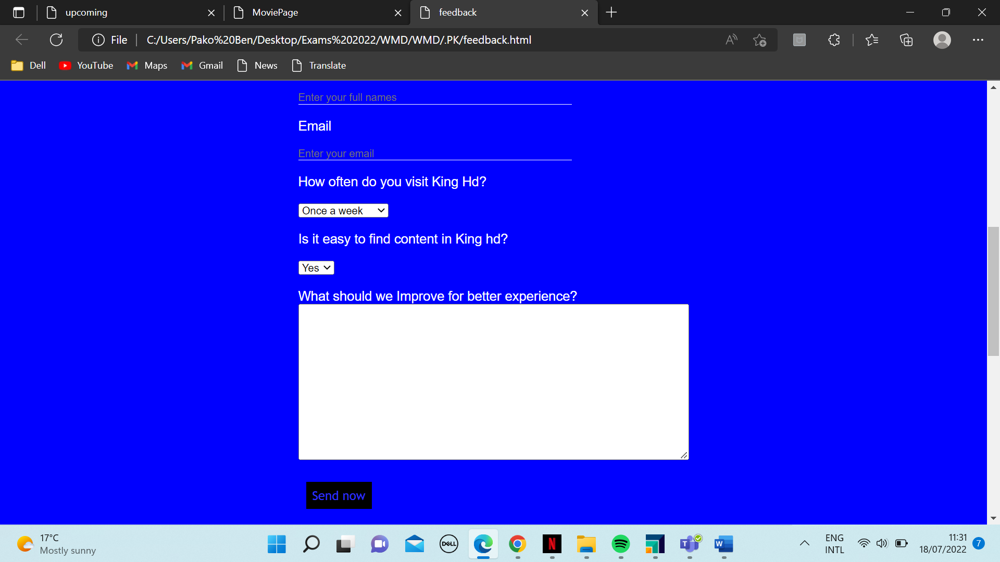 upcoming
MoviePage
feedback
File
C:/Users/Pako%20Ben/Desktop/Exams%202022/WMD/WMD/.PK/feedback.html
Dell
YouTube
Maps
Gmail
News
Translate
Enter your full names
Email
Enter your email
How often do you visit King Hd?
Once a week
Is it easy to find content in King hd?
Yes
What should we Improve for better experience?
Send now
17°C
Mostly sunny
DELL
N
T
W
ENG
INTL
11:31
18/07/2022
7